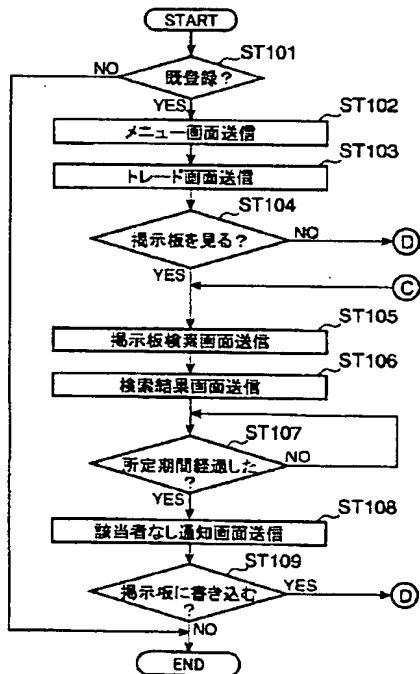 START
ST101
NO
既登録？
YES
ST102
メニュー画面送信
ST103
トレード画面送信
ST104
掲示板を見る？
NO
D
YES
C
ST105
掲示板検索画面送信
ST106
検索結果画面送信
ST107
所定期間経過した
？
NO
YES
ST108
該当者なし通知画面送信
ST109
掲示板に書き込む
？
YES
D
NO
END